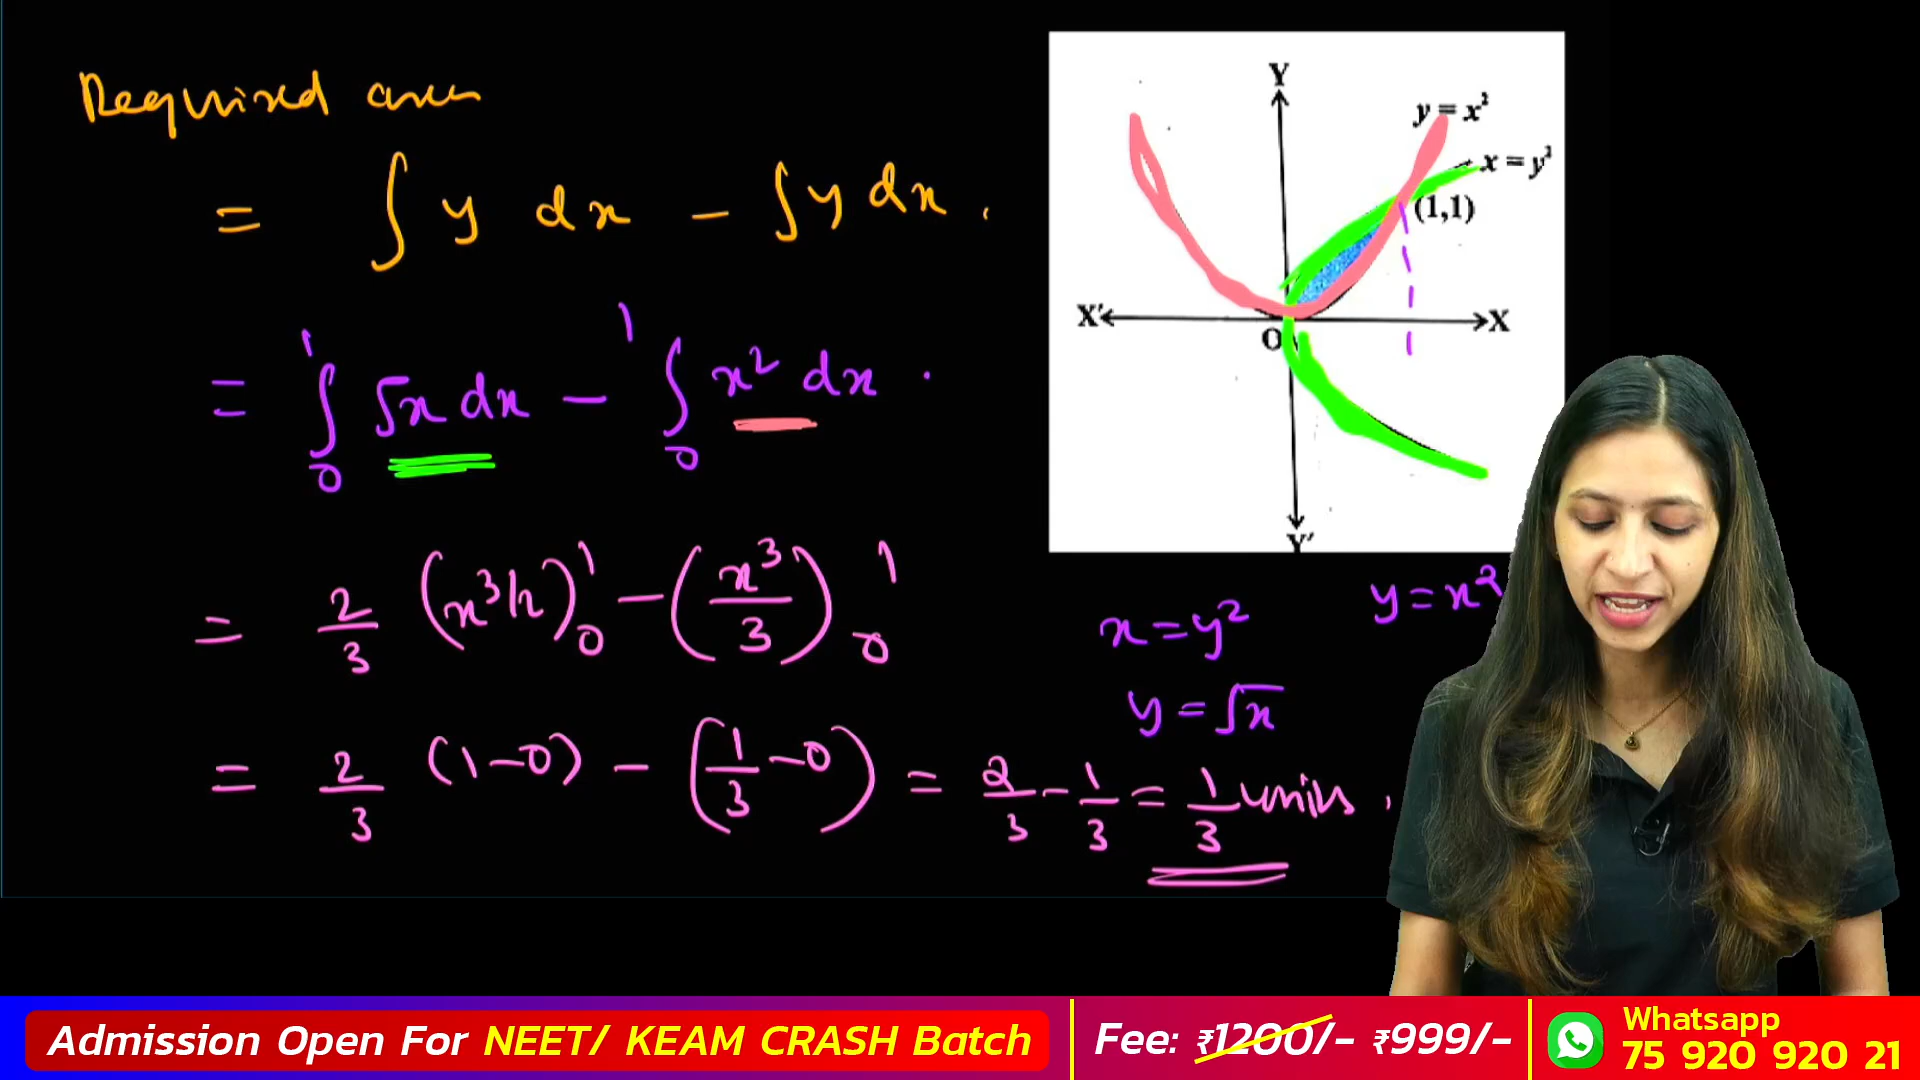 Required area
= ∫ y dx − ∫ y dx .
= ∫₀¹ √x dx − ∫₀¹ x² dx .
= 2/3 (x^3/2)₀¹ − (x³/3)₀¹
= 2/3 (1−0) − (1/3 −0) = 2/3 − 1/3 = 1/3 units .
Y
y = x²
x = y²
(1,1)
X′
X
O
Y′
x = y²
y = x²
y = √x
Admission Open For NEET/ KEAM CRASH Batch
Fee: ₹1200/- ₹999/-
Whatsapp
75 920 920 21